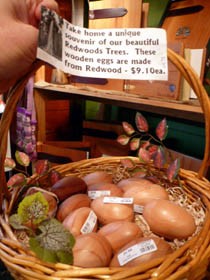 Take home a unique
souvenir of our beautiful
Redwoods Trees. These
wooden eggs are made
from Redwood - $9.10ea.